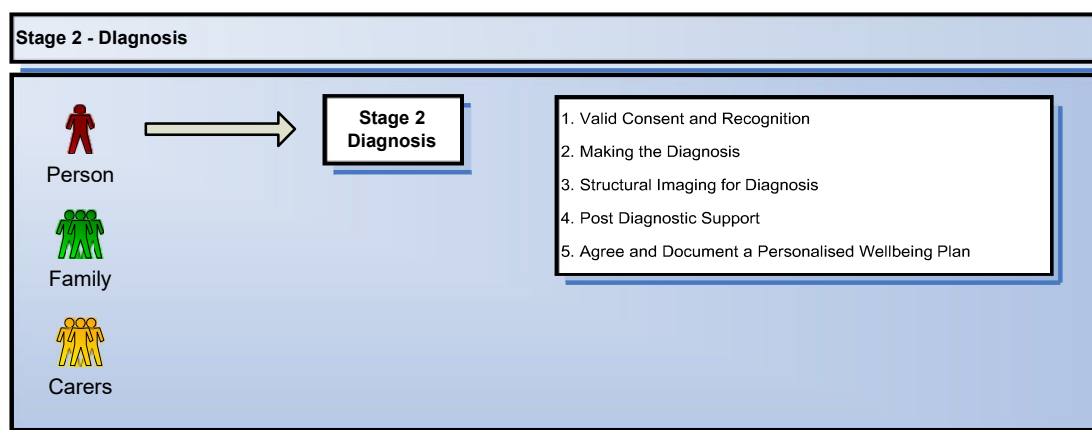 Stage 2 - DIagnosis
Person
Family
Carers
Stage 2
Diagnosis
1. Valid Consent and Recognition
2. Making the Diagnosis
3. Structural Imaging for Diagnosis
4. Post Diagnostic Support
5. Agree and Document a Personalised Wellbeing Plan